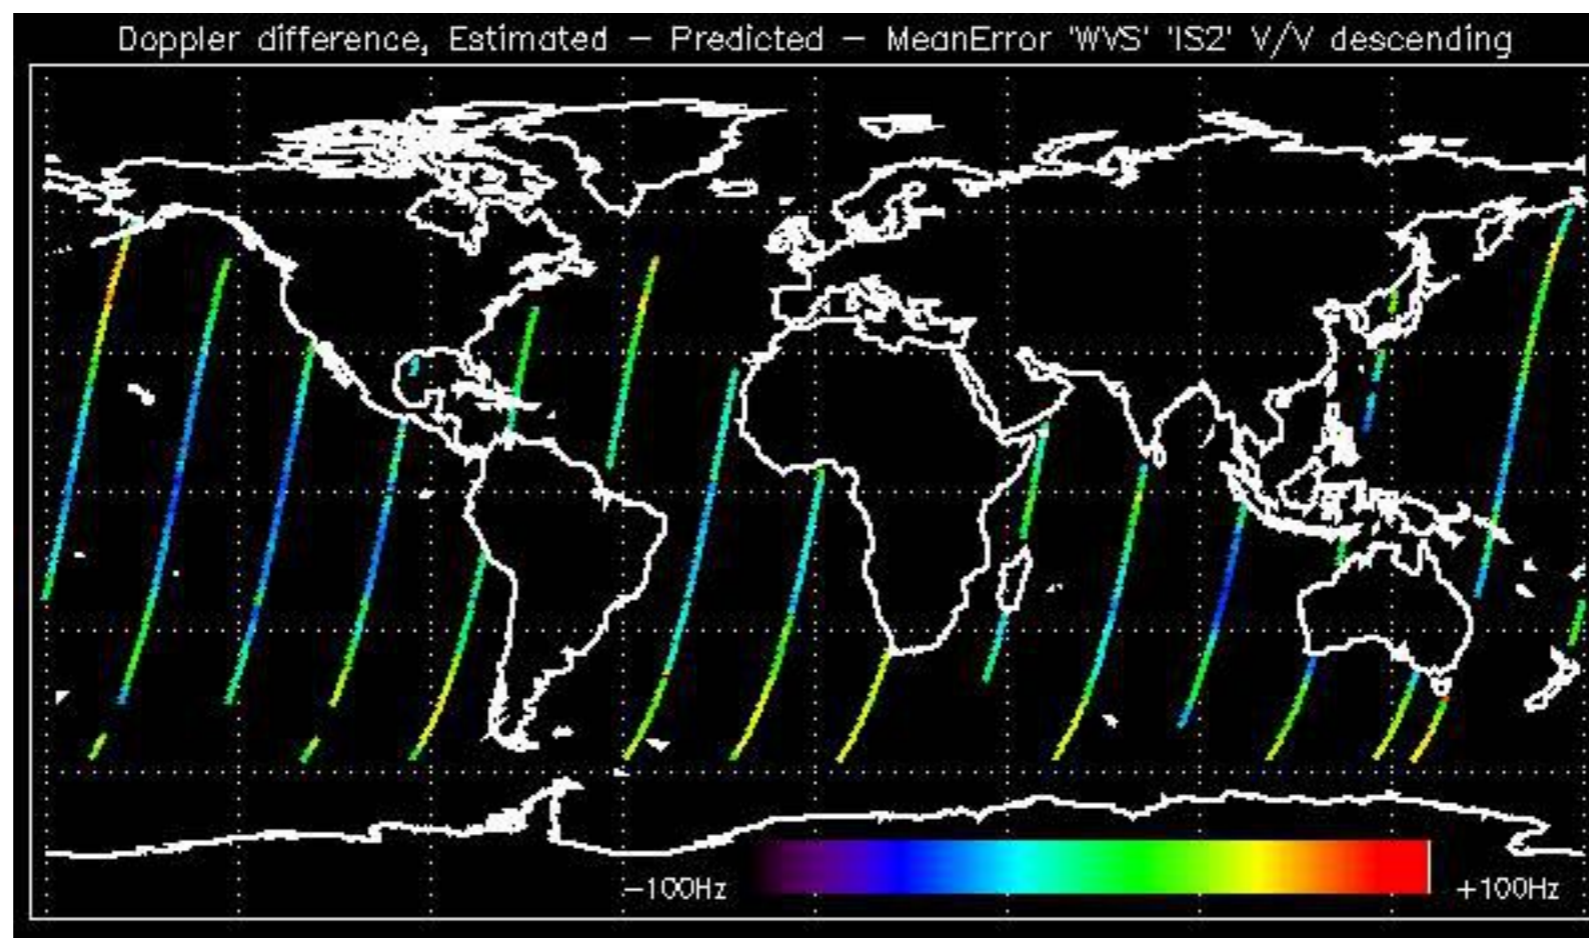 Doppler difference, Estimated – Predicted – MeanError 'WVS' 'IS2' V/V descending
−100Hz +100Hz